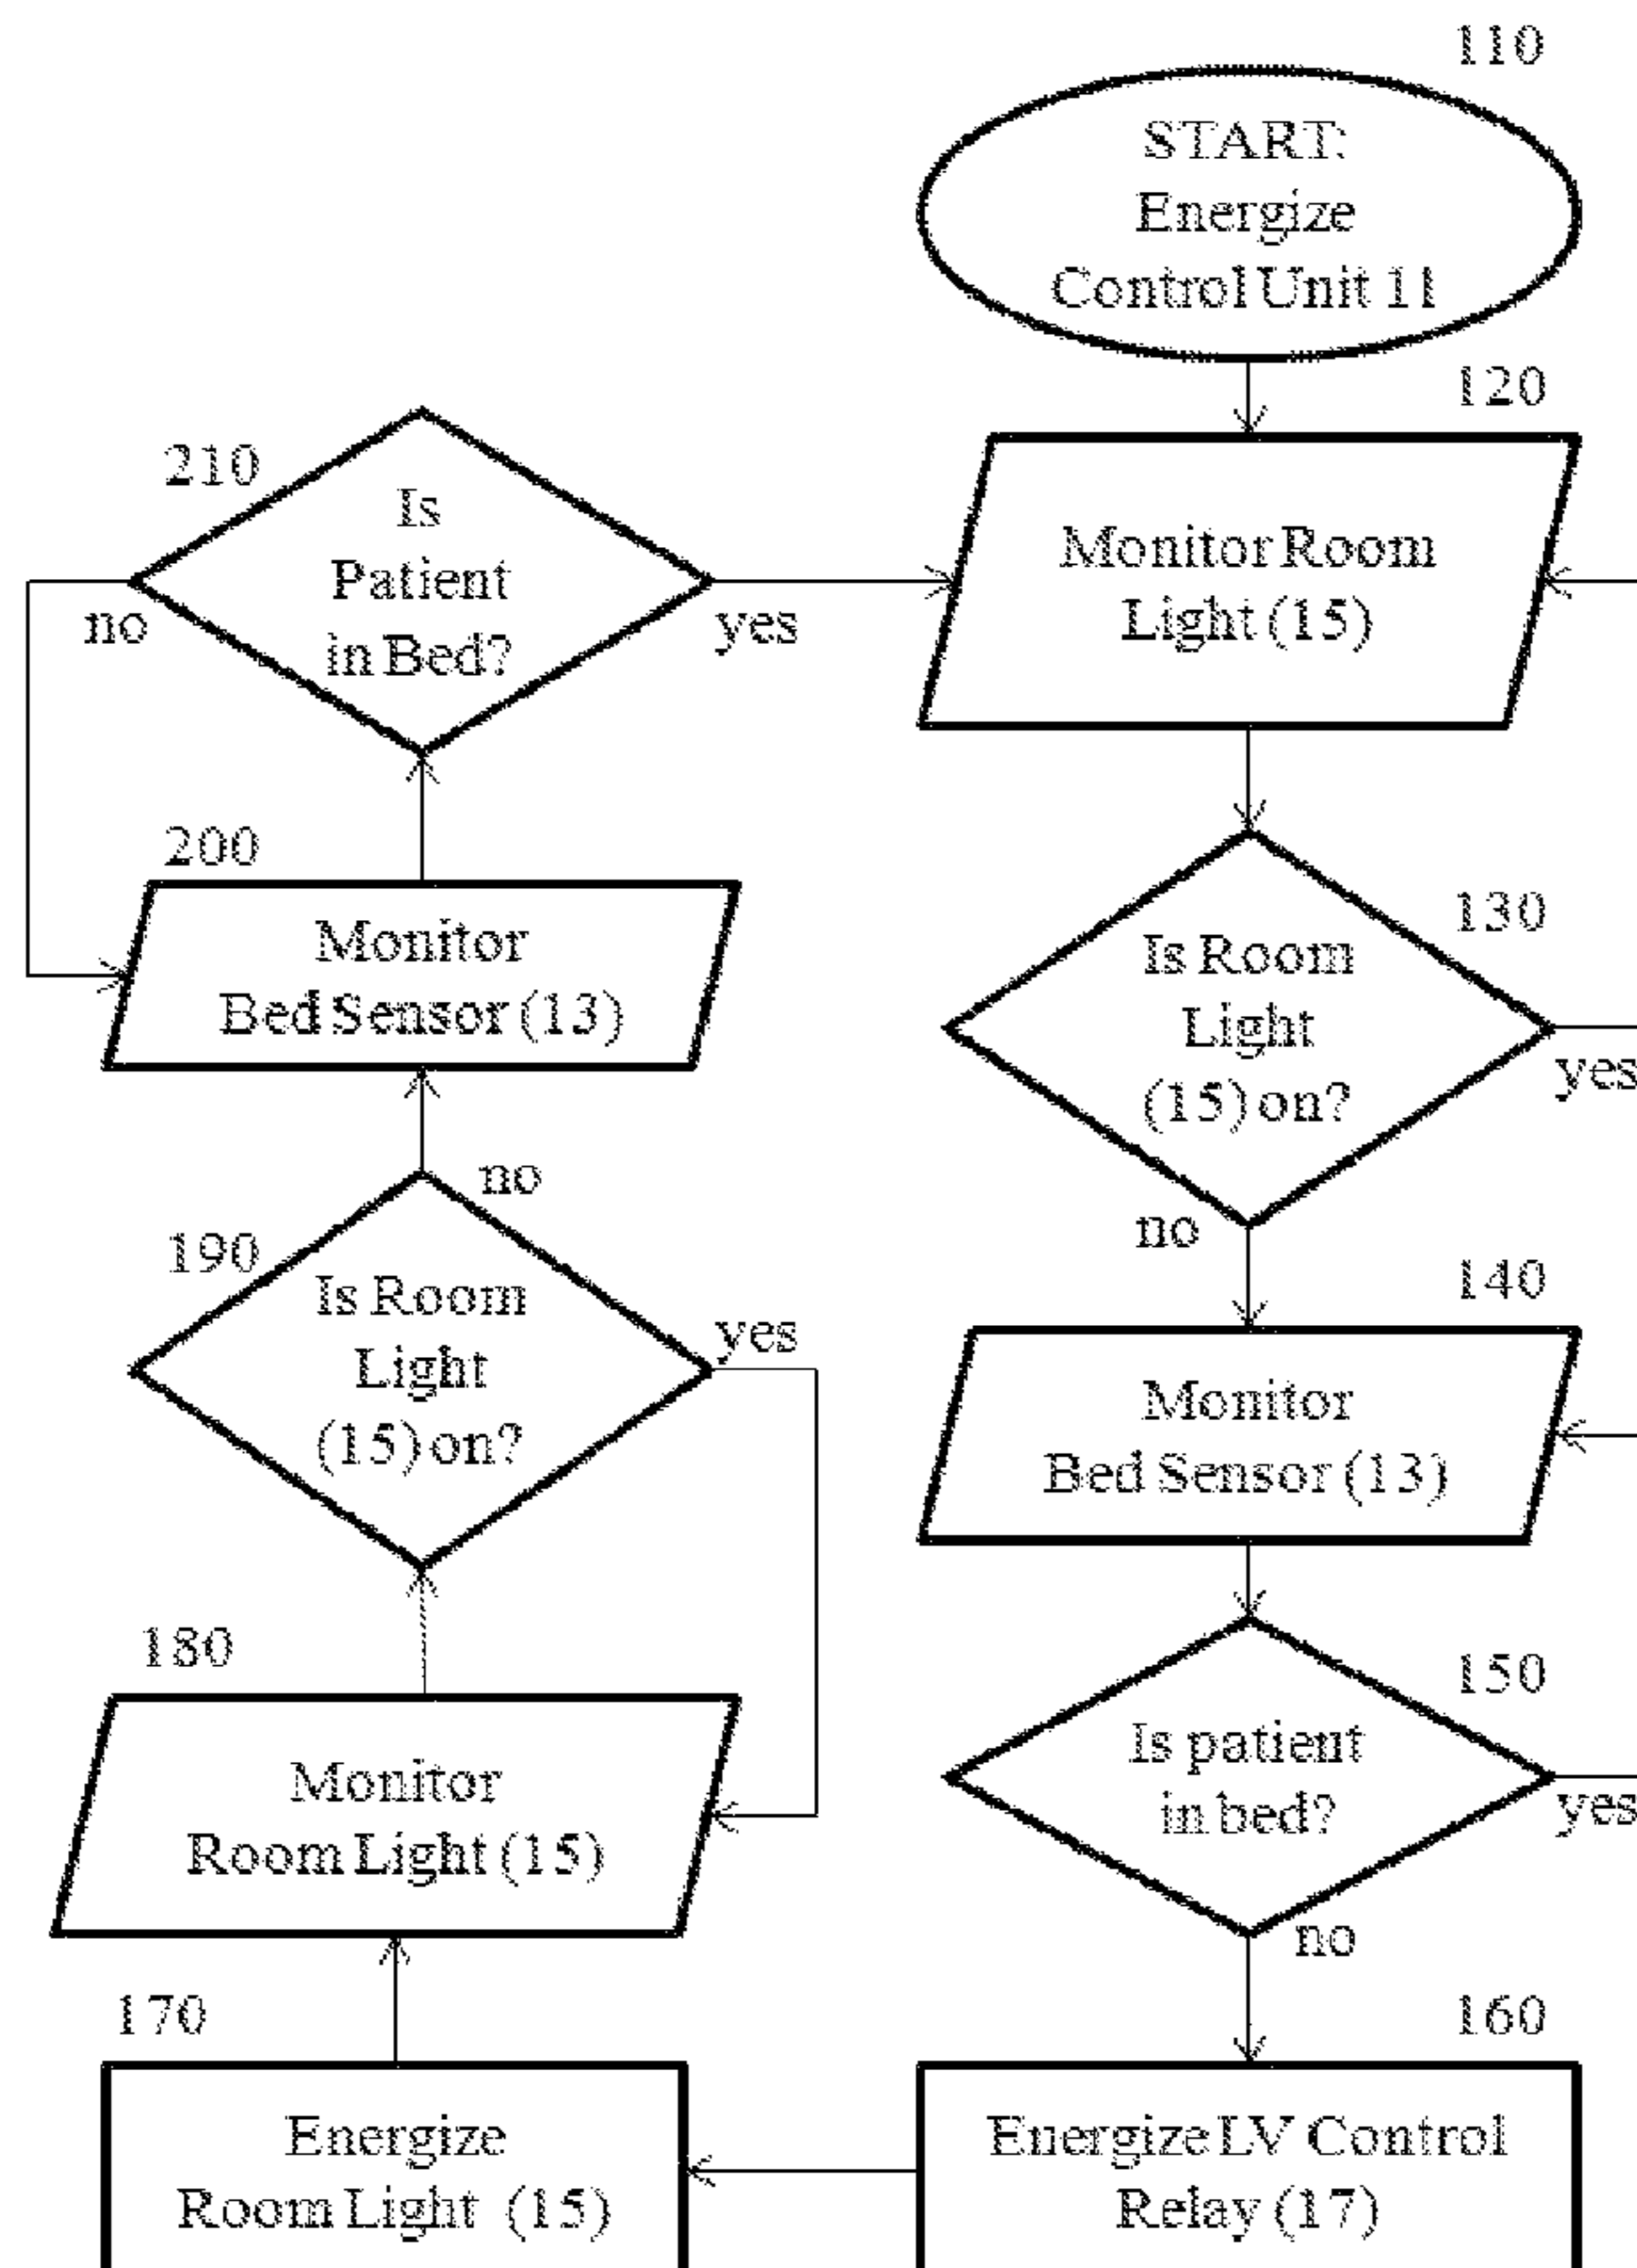 110
START:
Energize
Control Unit 11
120
Monitor Room
Light (15)
130
Is Room
Light
(15) on?
yes
no
140
Monitor
Bed Sensor (13)
150
Is patient
in bed?
yes
no
160
Energize LV Control
Relay (17)
170
Energize
Room Light (15)
180
Monitor
Room Light (15)
190
Is Room
Light
(15) on?
yes
no
200
Monitor
Bed Sensor (13)
210
Is
Patient
in Bed?
no
yes